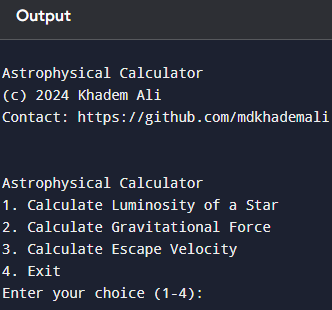 Output
Astrophysical Calculator
(c) 2024 Khadem Ali
Contact: https://github.com/mdkhademali
Astrophysical Calculator
1. Calculate Luminosity of a Star
2. Calculate Gravitational Force
3. Calculate Escape Velocity
4. Exit
Enter your choice (1-4):